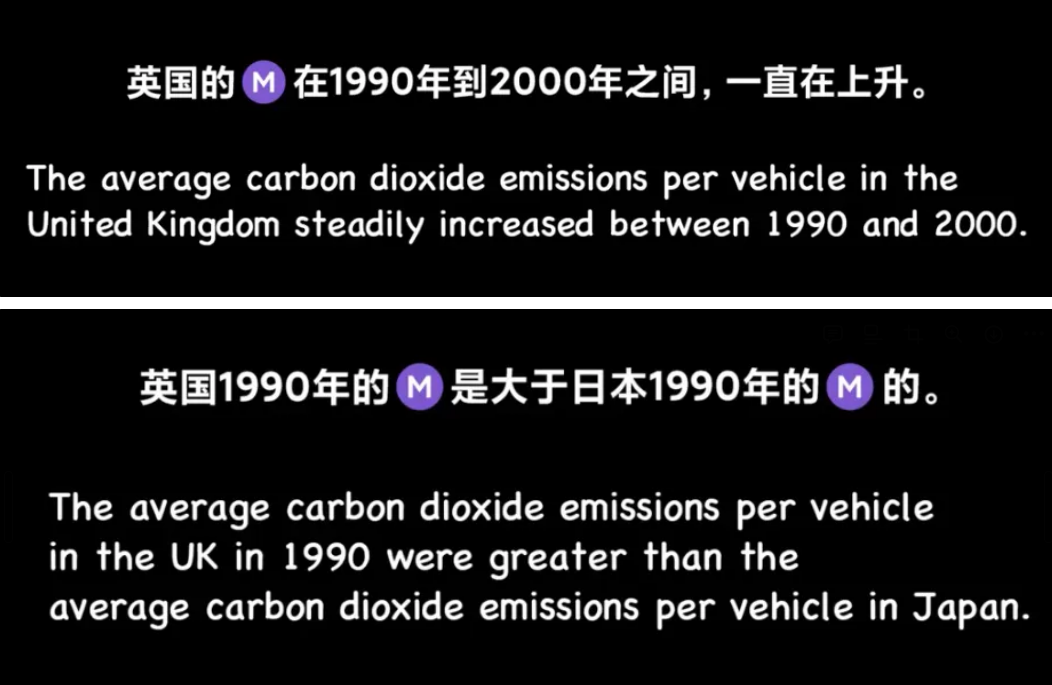 英国的 M 在1990年到2000年之间，一直在上升。
The average carbon dioxide emissions per vehicle in the
United Kingdom steadily increased between 1990 and 2000.
英国1990年的 M 是大于日本1990年的 M 的。
The average carbon dioxide emissions per vehicle
in the UK in 1990 were greater than the
average carbon dioxide emissions per vehicle in Japan.